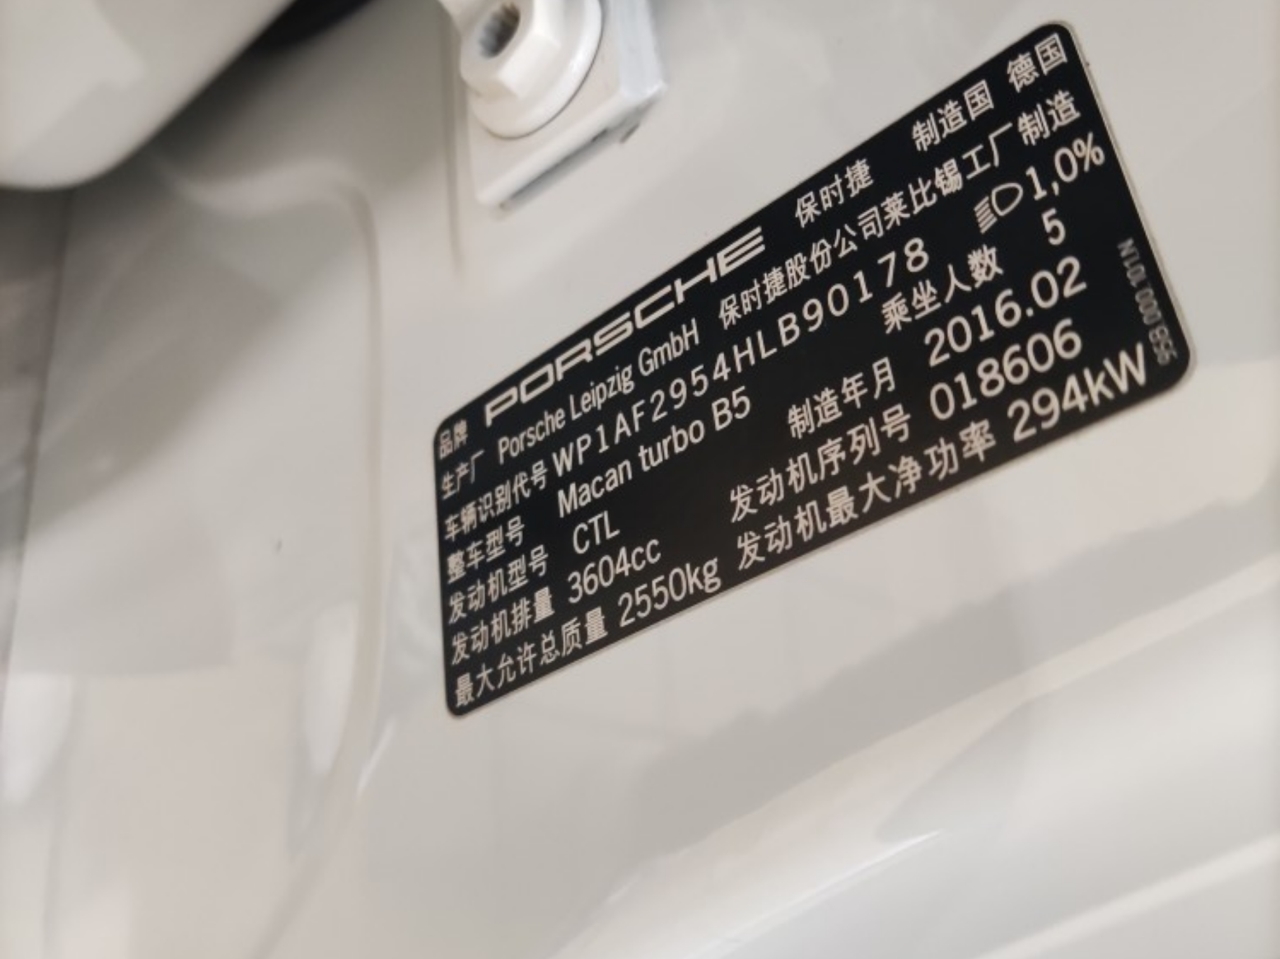 品牌 PORSCHE 保时捷 制造国 德国
生产厂 Porsche Leipzig GmbH 保时捷股份公司莱比锡工厂制造
车辆识别代号 WP1AF2954HLB90178 1,0%
整车型号 Macan turbo B5 乘坐人数 5
发动机型号 CTL 制造年月 2016.02
发动机排量 3604cc 发动机序列号 018606
最大允许总质量 2550kg 发动机最大净功率 294kW
95B 000 101N